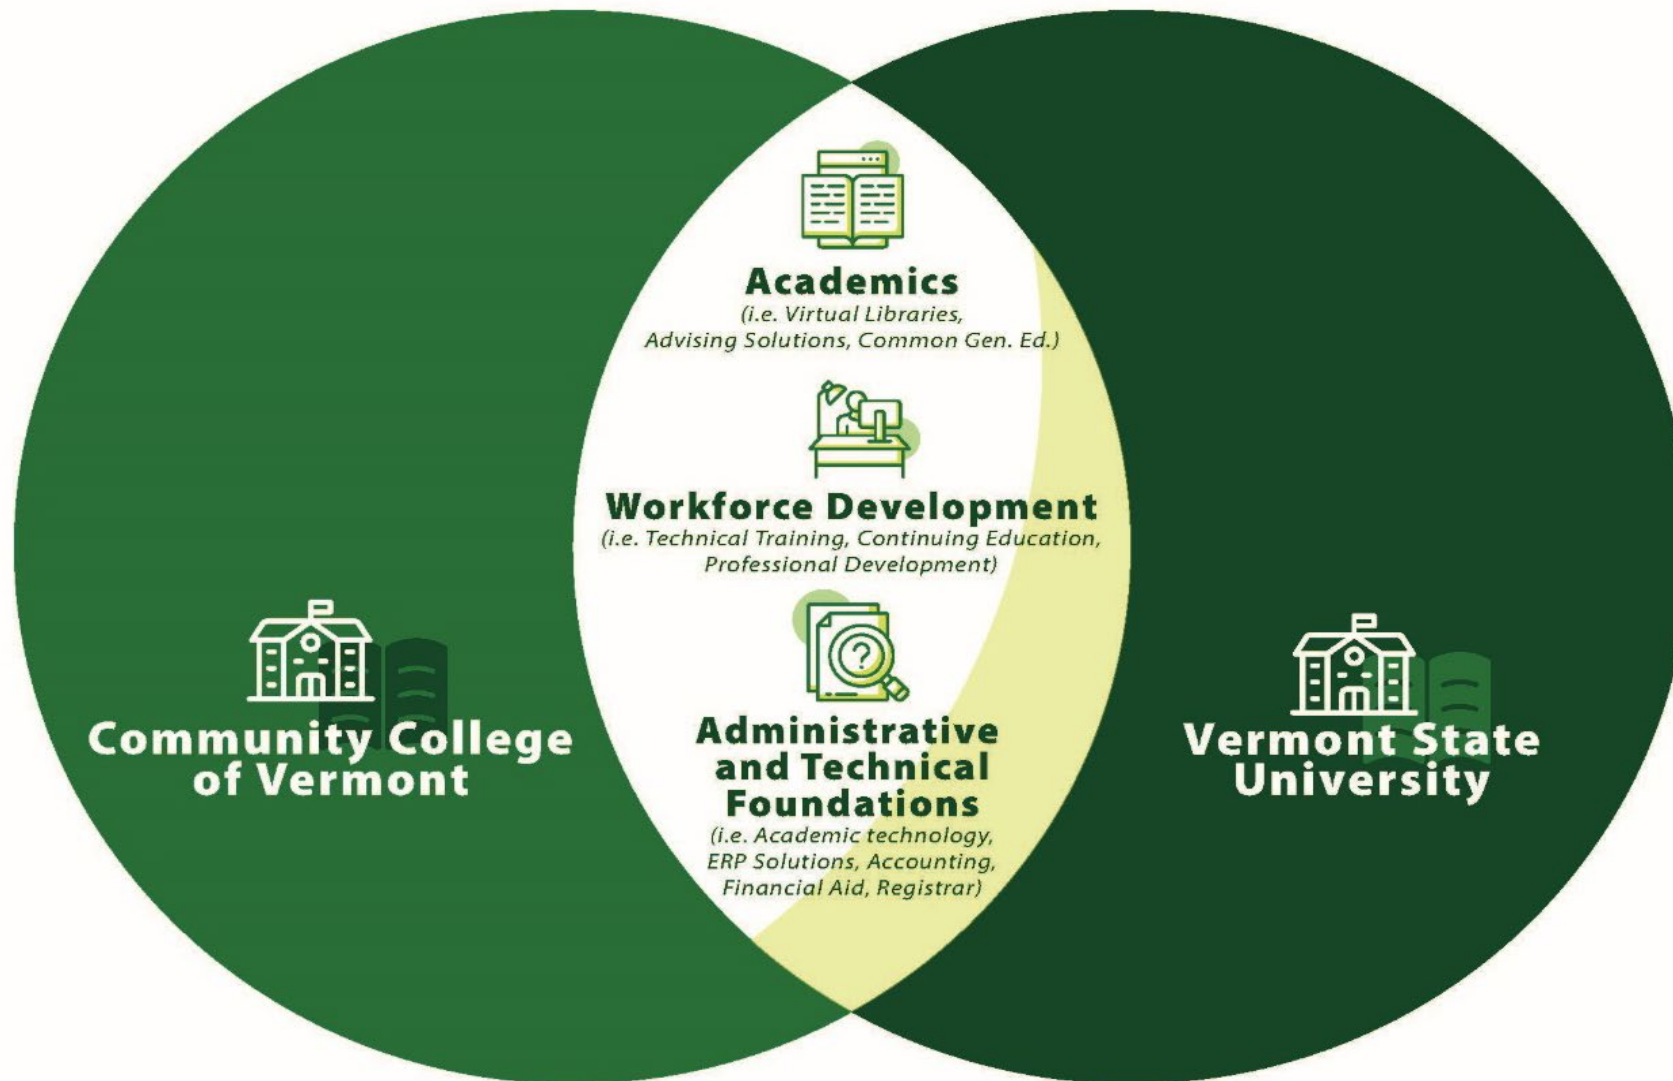 Academics
(i.e. Virtual Libraries,
Advising Solutions, Common Gen. Ed.)
Workforce Development
(i.e. Technical Training, Continuing Education,
Professional Development)
Community College
of Vermont
Administrative
and Technical
Foundations
(i.e. Academic technology,
ERP Solutions, Accounting,
Financial Aid, Registrar)
Vermont State
University